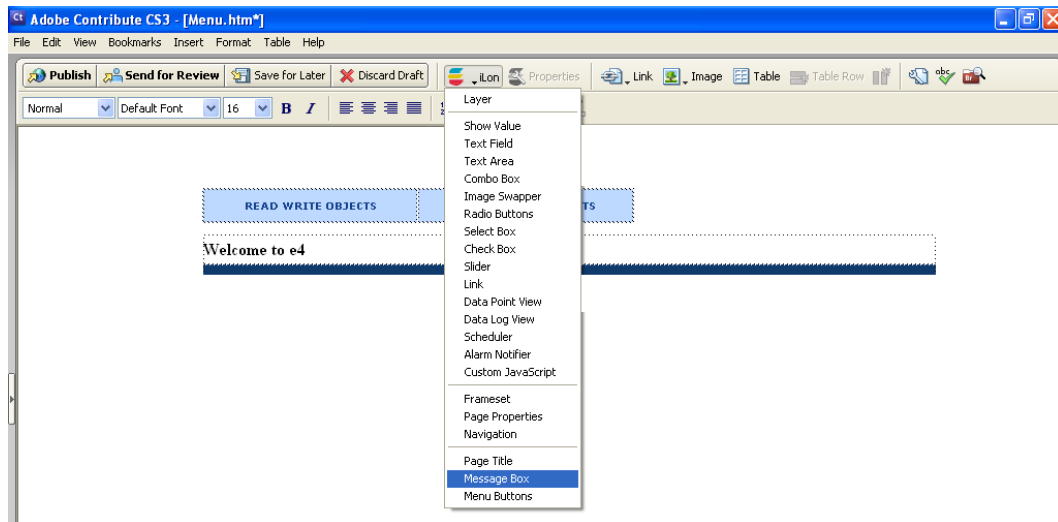 Ct Adobe Contribute CS3 - [Menu.htm*]
File Edit View Bookmarks Insert Format Table Help
Publish Send for Review Save for Later Discard Draft iLon Properties Link Image Table Table Row abc
Normal Default Font 16 B I
Layer
Show Value
Text Field
Text Area
Combo Box
Image Swapper
Radio Buttons
Select Box
Check Box
Slider
Link
Data Point View
Data Log View
Scheduler
Alarm Notifier
Custom JavaScript
Frameset
Page Properties
Navigation
Page Title
Message Box
Menu Buttons
READ WRITE OBJECTS
TS
Welcome to e4